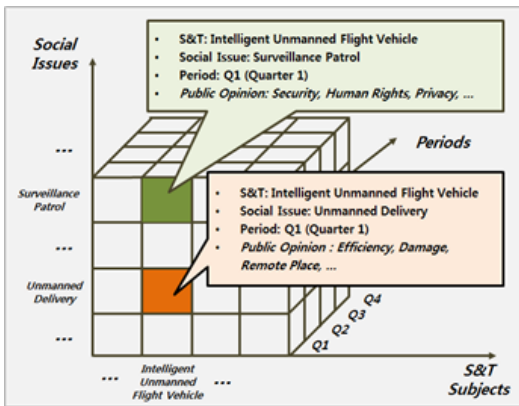 Social
Issues
• S&T: Intelligent Unmanned Flight Vehicle
• Social Issue: Surveillance Patrol
• Period: Q1 (Quarter 1)
• Public Opinion: Security, Human Rights, Privacy, ...
...
Periods
Surveillance
Patrol
• S&T: Intelligent Unmanned Flight Vehicle
• Social Issue: Unmanned Delivery
• Period: Q1 (Quarter 1)
• Public Opinion : Efficiency, Damage,
Remote Place, ...
...
Unmanned
Delivery
...
Q4
Q3
Q2
Q1
... Intelligent ...
Unmanned
Flight Vehicle
S&T
Subjects